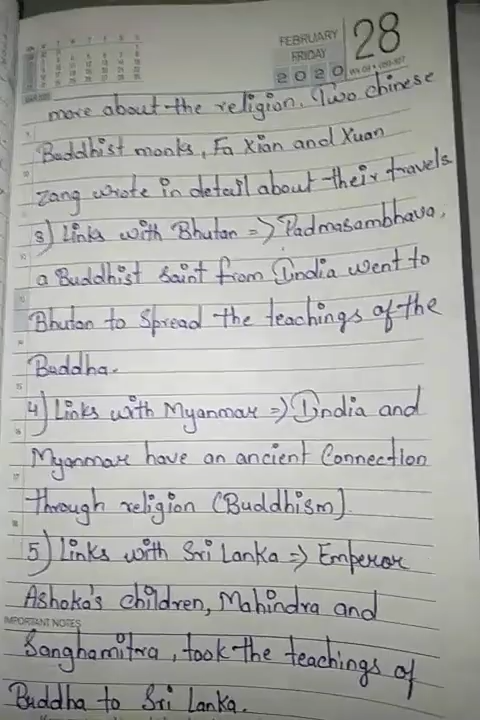 FEBRUARY
FRIDAY
28
2020
more about the religion. Two chinese
Buddhist monks, Fa Xian and Xuan
zang wrote in detail about their travels
3) Links with Bhutan => Padmasambhava,
a Buddhist saint from India went to
Bhutan to spread the teachings of the
Buddha.
4) Links with Myanmar => India and
Myanmar have an ancient Connection
through religion (Buddhism).
5) Links with Sri Lanka => Emperor
Ashoka's children, Mahindra and
IMPORTANT NOTES
Sanghamitra, took the teachings of
Buddha to Sri Lanka.